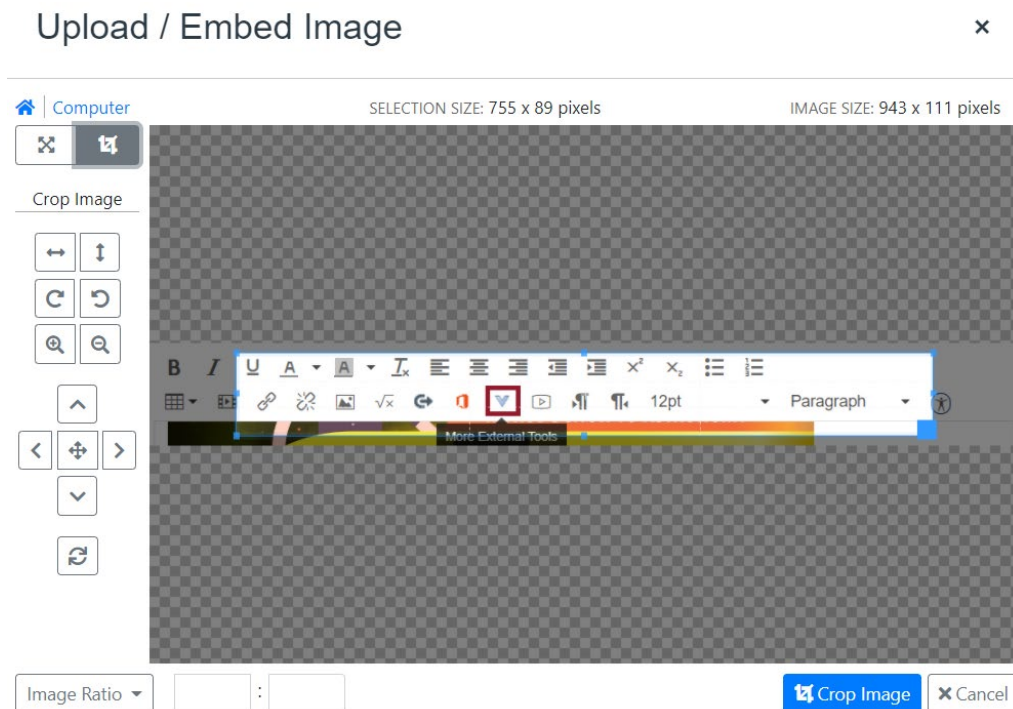 Upload / Embed Image ×
Computer SELECTION SIZE: 755 x 89 pixels IMAGE SIZE: 943 x 111 pixels
Crop Image
B I U A A Tx x² x₂
√x 12pt Paragraph
More External Tools
Image Ratio : Crop Image × Cancel